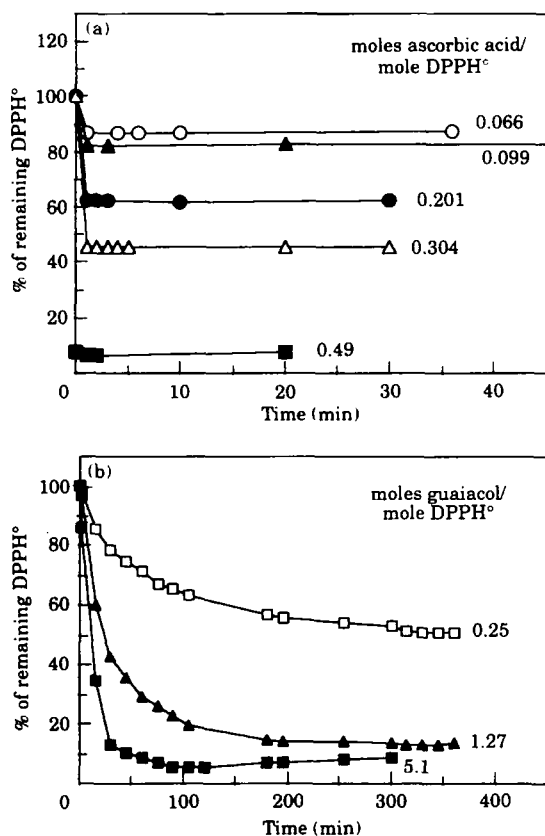 (a)
moles ascorbic acid/
mole DPPH°
% of remaining DPPH°
120
100
80
60
40
20
0
0.066
0.099
0.201
0.304
0.49
0 10 20 30 40
Time (min)
(b)
moles guaiacol/
mole DPPH°
% of remaining DPPH°
100
80
60
40
20
0
0.25
1.27
5.1
0 100 200 300 400
Time (min)